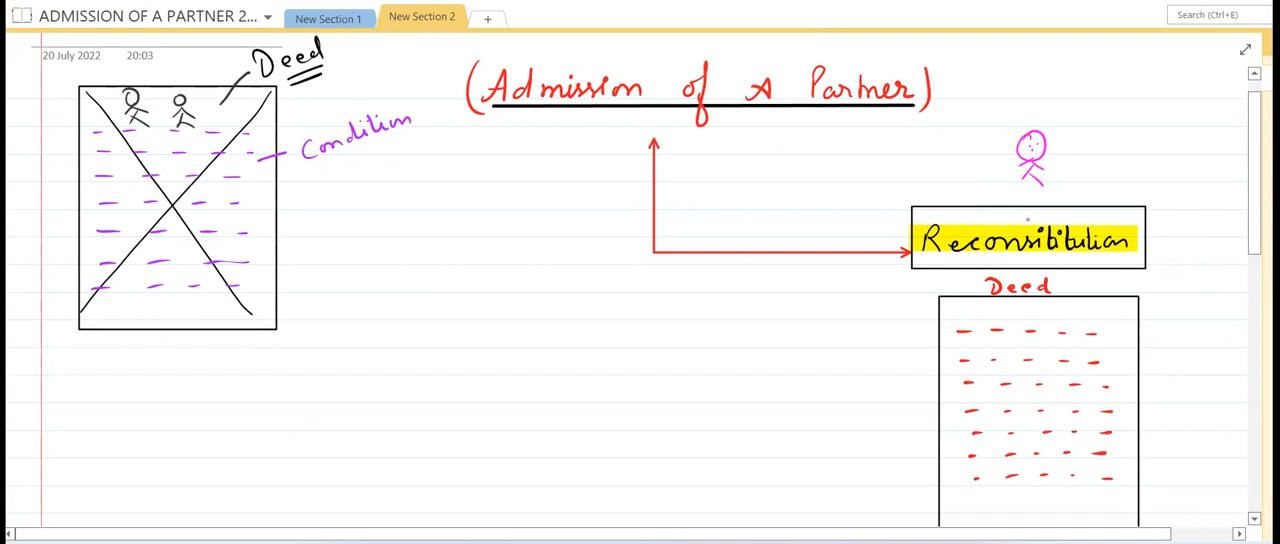 ADMISSION OF A PARTNER 2...
New Section 1
New Section 2
+
Search (Ctrl+E)
20 July 2022 20:03
Deed
(Admission of A Partner)
Condition
Reconsititution
Deed